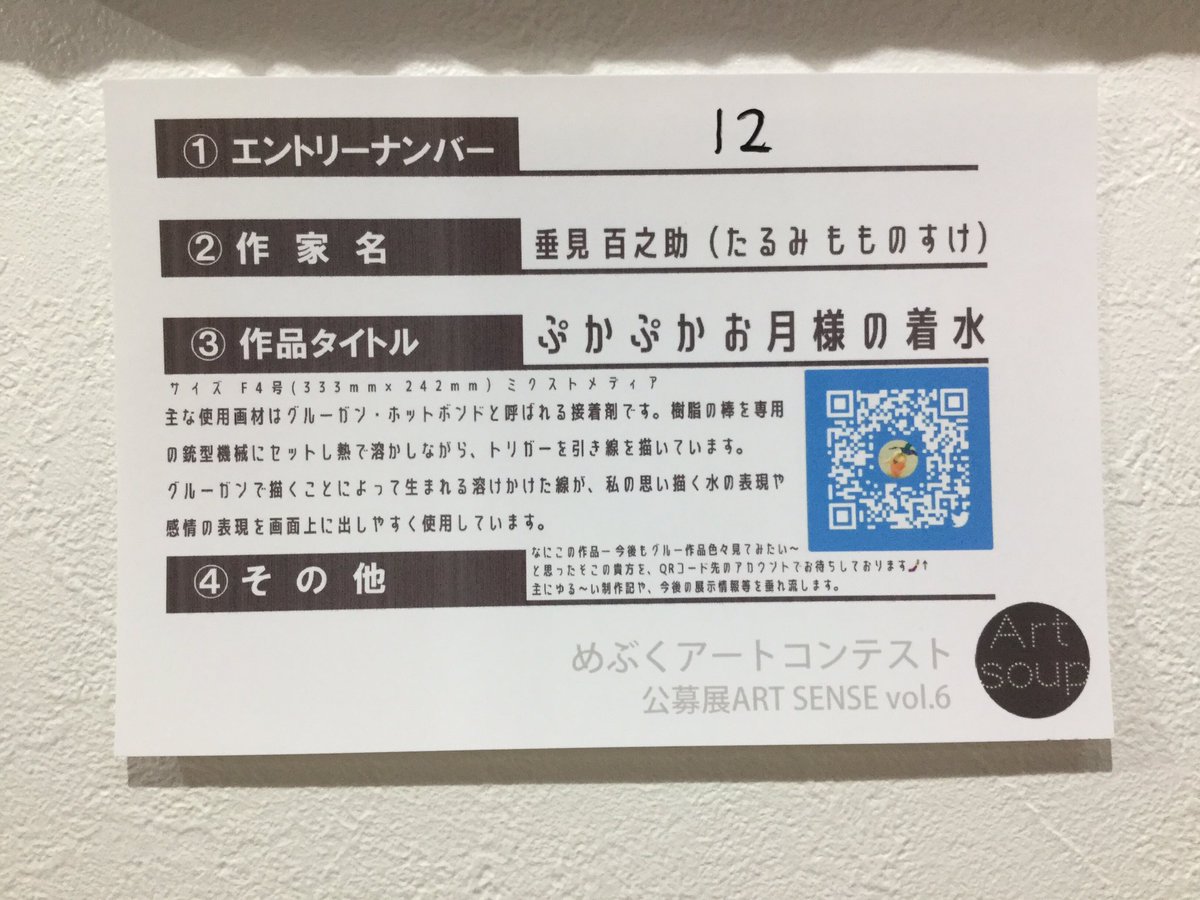 ① エントリーナンバー 12
② 作家名 垂見 百之助（たるみ もものすけ）
③ 作品タイトル ぷかぷかお月様の着水
サイズ F4号(333mm×242mm) ミクストメディア
主な使用画材はグルーガン・ホットボンドと呼ばれる接着剤です。樹脂の棒を専用
の銃型機械にセットし熱で溶かしながら、トリガーを引き線を描いています。
グルーガンで描くことによって生まれる溶けかけた線が、私の思い描く水の表現や
感情の表現を画面上に出しやすく使用しています。
④ その他
なにこの作品ー今後もグルー作品色々見てみたい〜
と思ったそこの貴方を、QRコード先のアカウントでお待ちしております🌶️↑
主にゆる〜い制作記や、今後の展示情報等を垂れ流します。
めぶくアートコンテスト
公募展ART SENSE vol.6
Art
soup